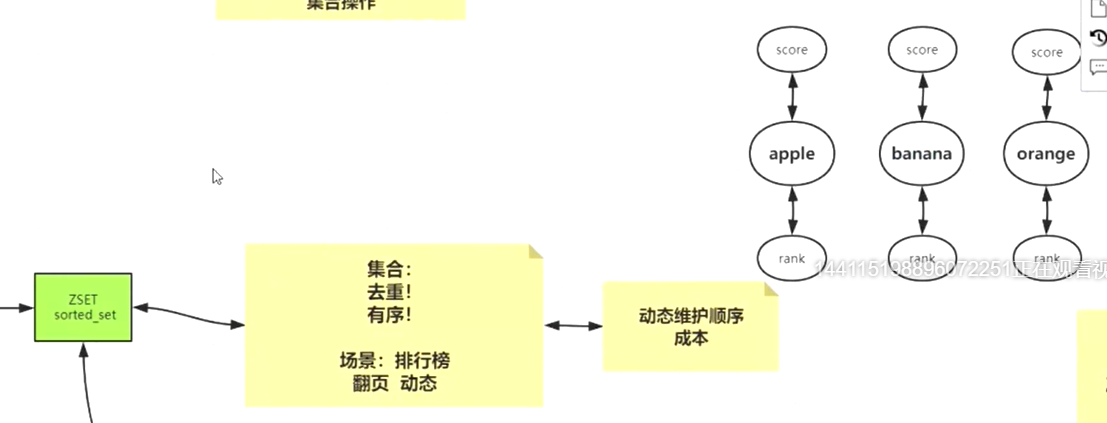 集合操作
score
score
score
apple
banana
orange
rank
rank
rank
144115198896072251正在观看视
ZSET
sorted_set
集合：
去重！
有序！
场景：排行榜
翻页 动态
动态维护顺序
成本